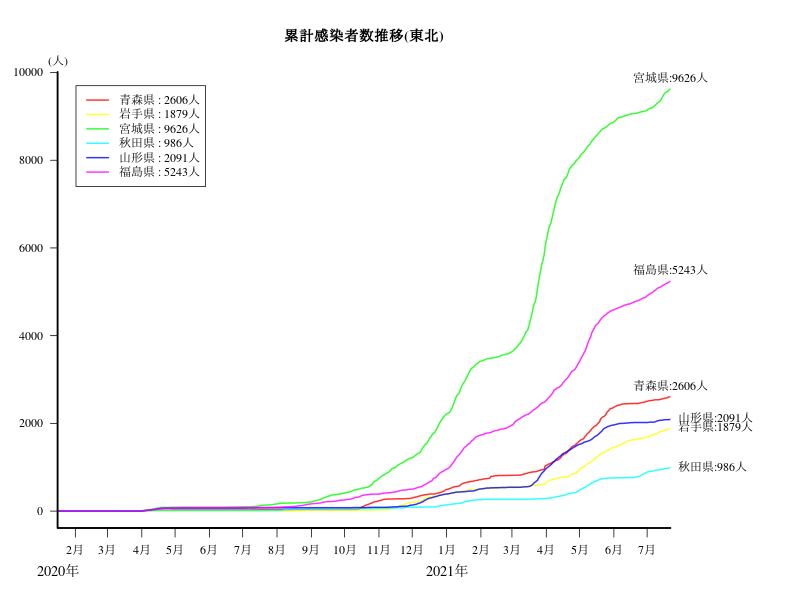 累計感染者数推移(東北)
(人)
10000
8000
6000
4000
2000
0
青森県 : 2606人
岩手県 : 1879人
宮城県 : 9626人
秋田県 : 986人
山形県 : 2091人
福島県 : 5243人
宮城県:9626人
福島県:5243人
青森県:2606人
山形県:2091人
岩手県:1879人
秋田県:986人
2月 3月 4月 5月 6月 7月 8月 9月 10月 11月 12月 1月 2月 3月 4月 5月 6月 7月
2020年 2021年